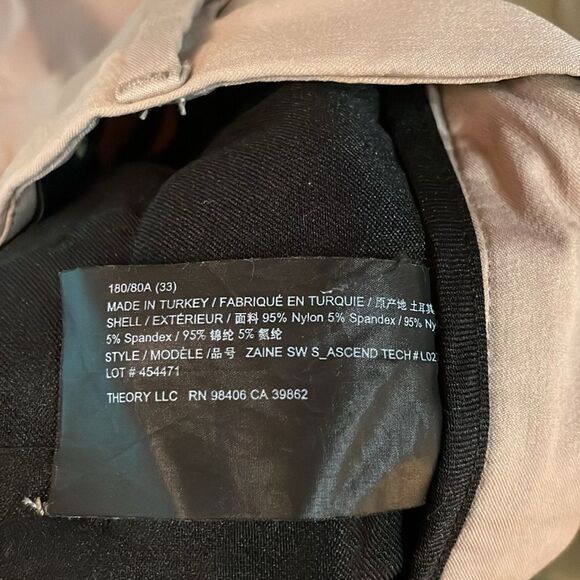 180/80A (33)
MADE IN TURKEY / FABRIQUÉ EN TURQUIE / 原产地 土耳其
SHELL / EXTÉRIEUR / 面料 95% Nylon 5% Spandex / 95% Ny
5% Spandex / 95% 锦纶 5% 氨纶
STYLE / MODÈLE / 品号 ZAINE SW S_ASCEND TECH # L02
LOT # 454471
THEORY LLC RN 98406 CA 39862